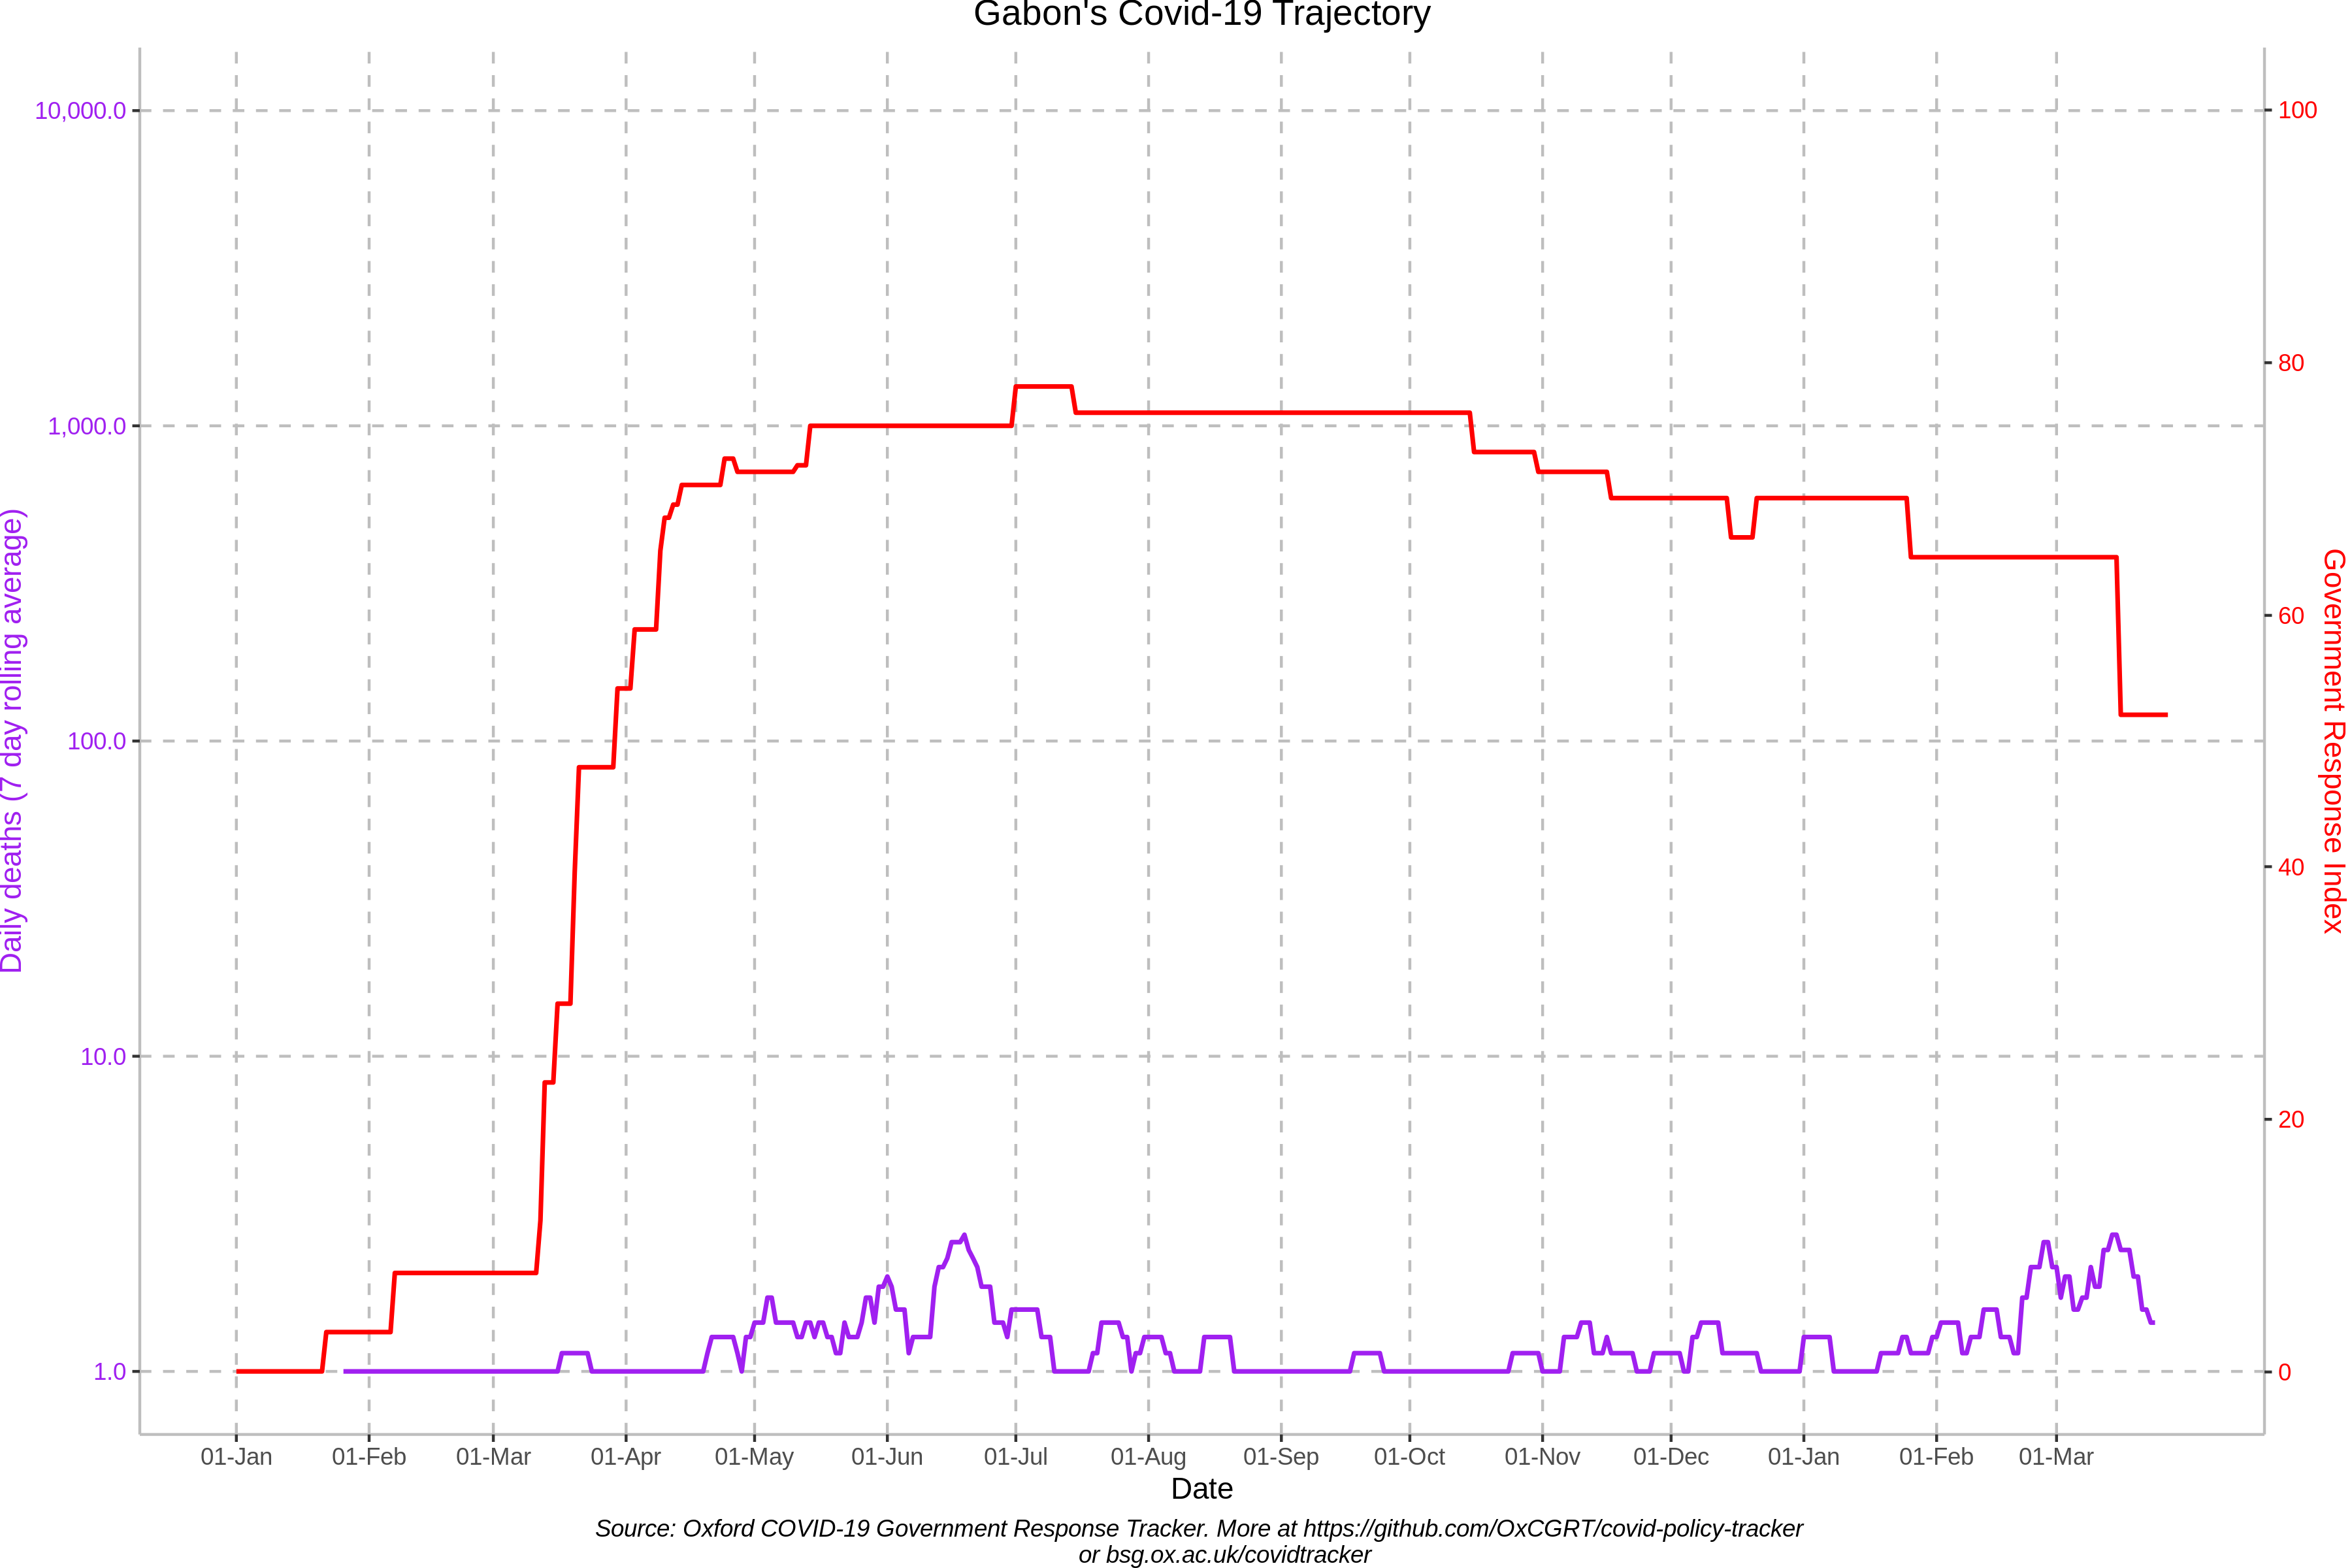 Gabon's Covid-19 Trajectory
10,000.0
1,000.0
100.0
10.0
1.0
Daily deaths (7 day rolling average)
100
80
60
40
20
0
Government Response Index
01-Jan 01-Feb 01-Mar 01-Apr 01-May 01-Jun 01-Jul 01-Aug 01-Sep 01-Oct 01-Nov 01-Dec 01-Jan 01-Feb 01-Mar
Date
Source: Oxford COVID-19 Government Response Tracker. More at https://github.com/OxCGRT/covid-policy-tracker
or bsg.ox.ac.uk/covidtracker